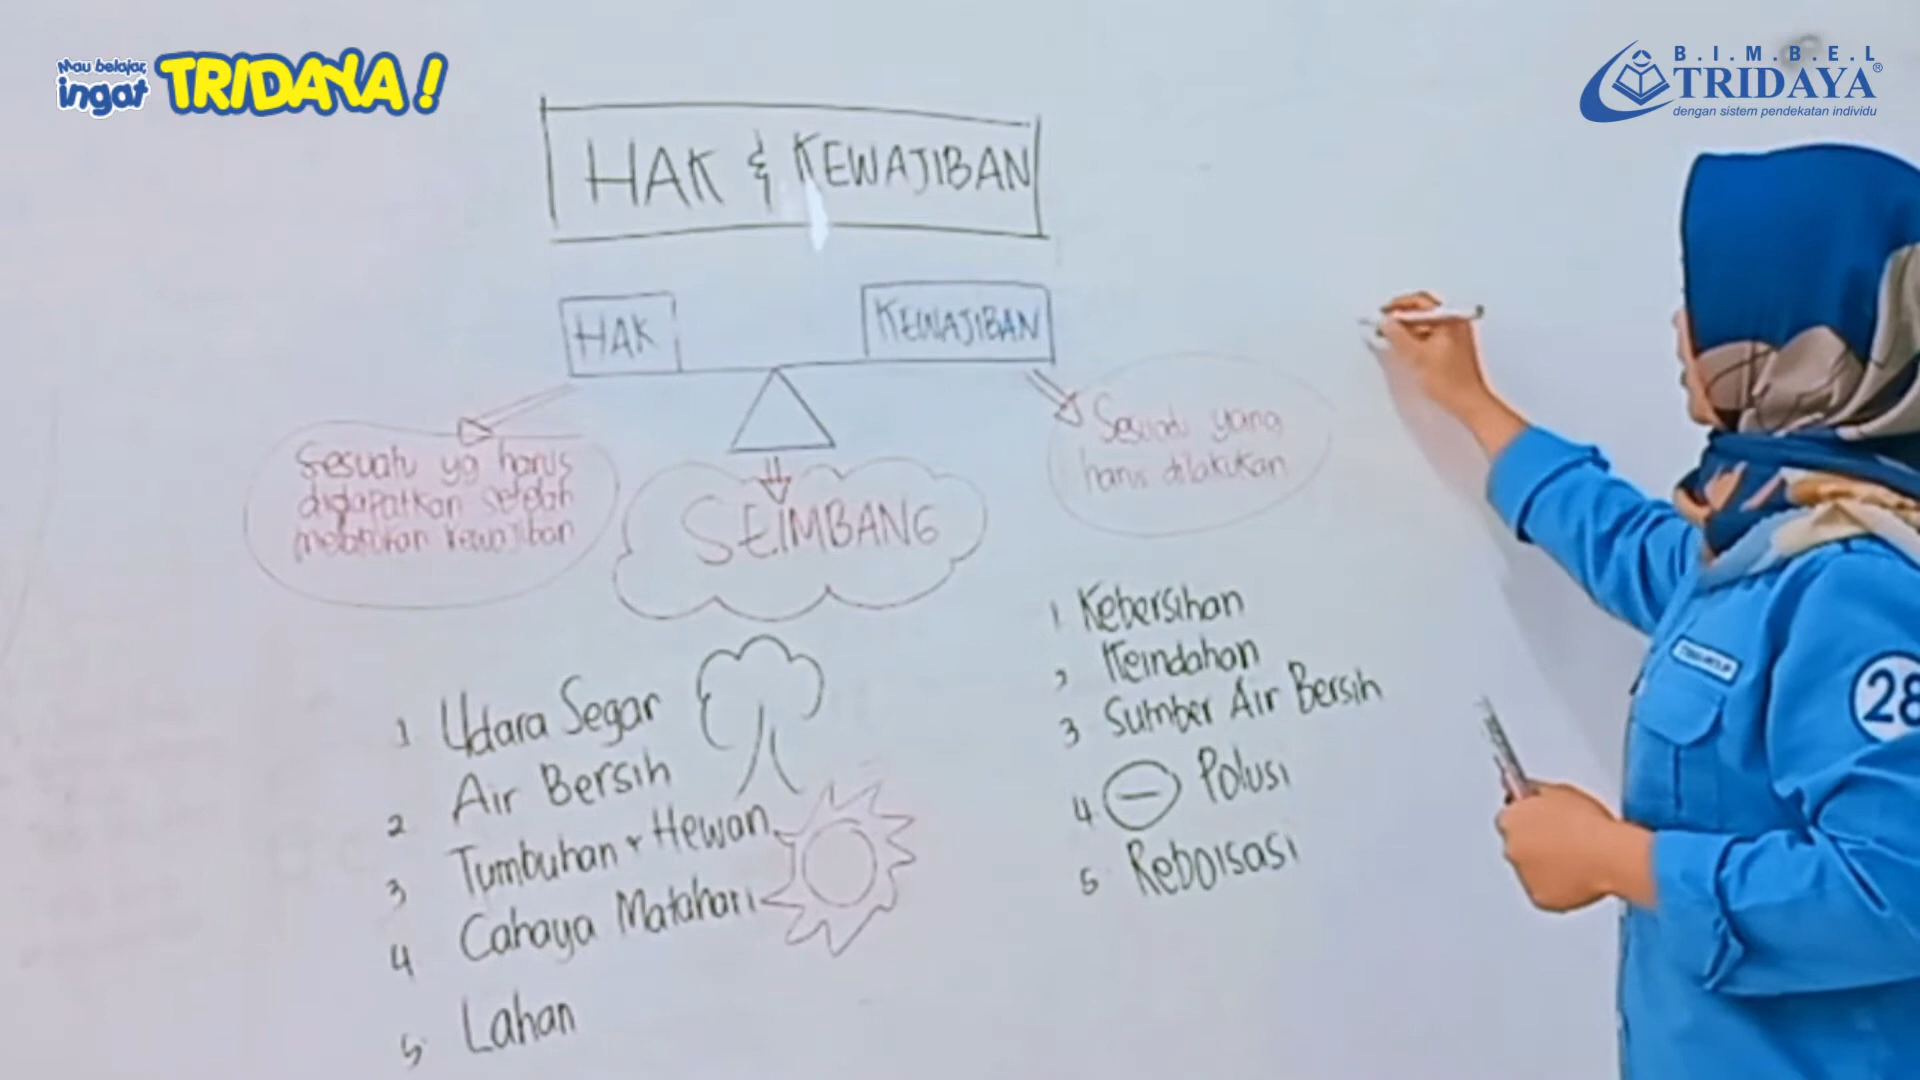 Mau belajar,
ingat TRIDAYA !
B.I.M.B.E.L
TRIDAYA®
dengan sistem pendekatan individu
HAK & KEWAJIBAN
HAK
KEWAJIBAN
Sesuatu yg harus
didapatkan setelah
melakukan kewajiban
SEIMBANG
Sesuatu yang
harus dilakukan
1 Udara Segar
2 Air Bersih
3 Tumbuhan + Hewan
4 Cahaya Matahari
5 Lahan
1 Kebersihan
2 Keindahan
3 Sumber Air Bersih
4 - Polusi
5 Reboisasi
28